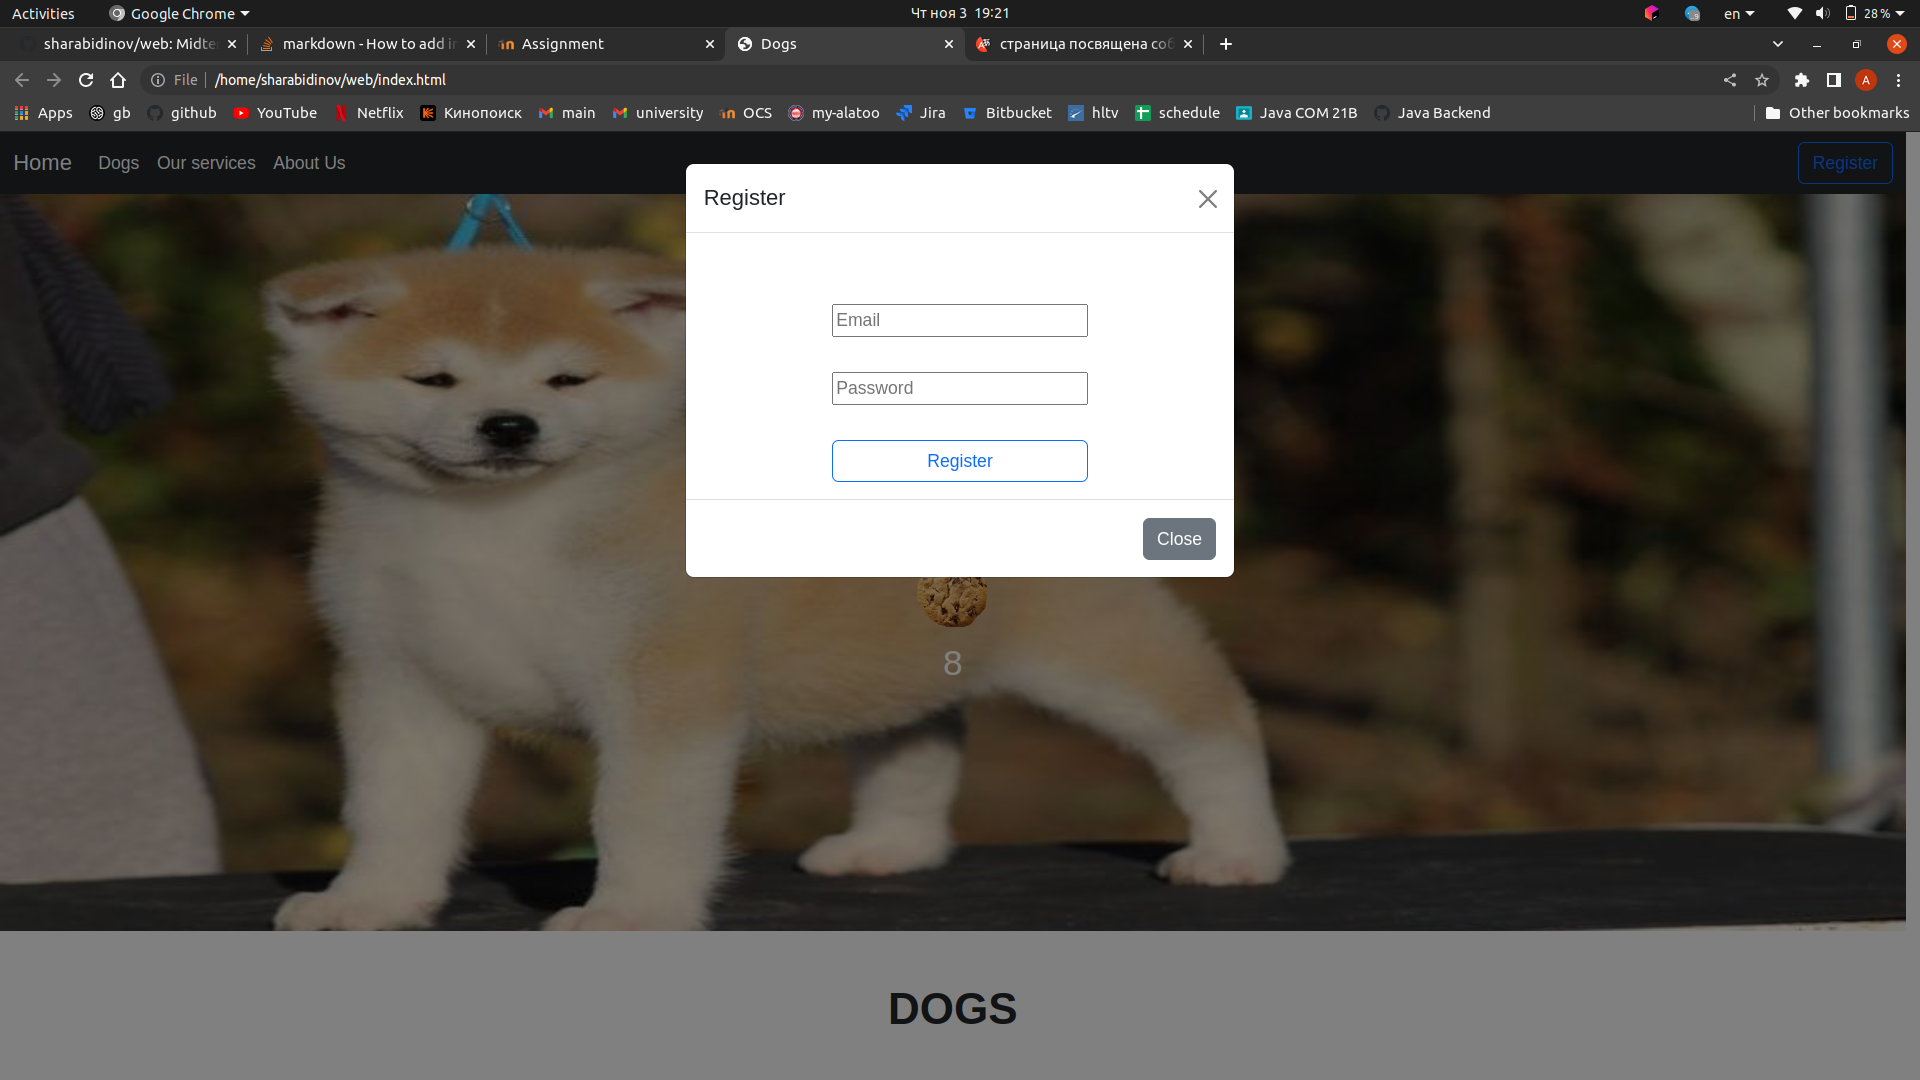 Activities Google Chrome Чт ноя 3 19:21 en 28 %
sharabidinov/web: Midte markdown - How to add in Assignment Dogs страница посвящена соб
File /home/sharabidinov/web/index.html A
Apps gb github YouTube Netflix Кинопоиск main university OCS my-alatoo Jira Bitbucket hltv schedule Java COM 21B Java Backend Other bookmarks
Home Dogs Our services About Us Register
Register
Email
Password
Register
Close
8
DOGS